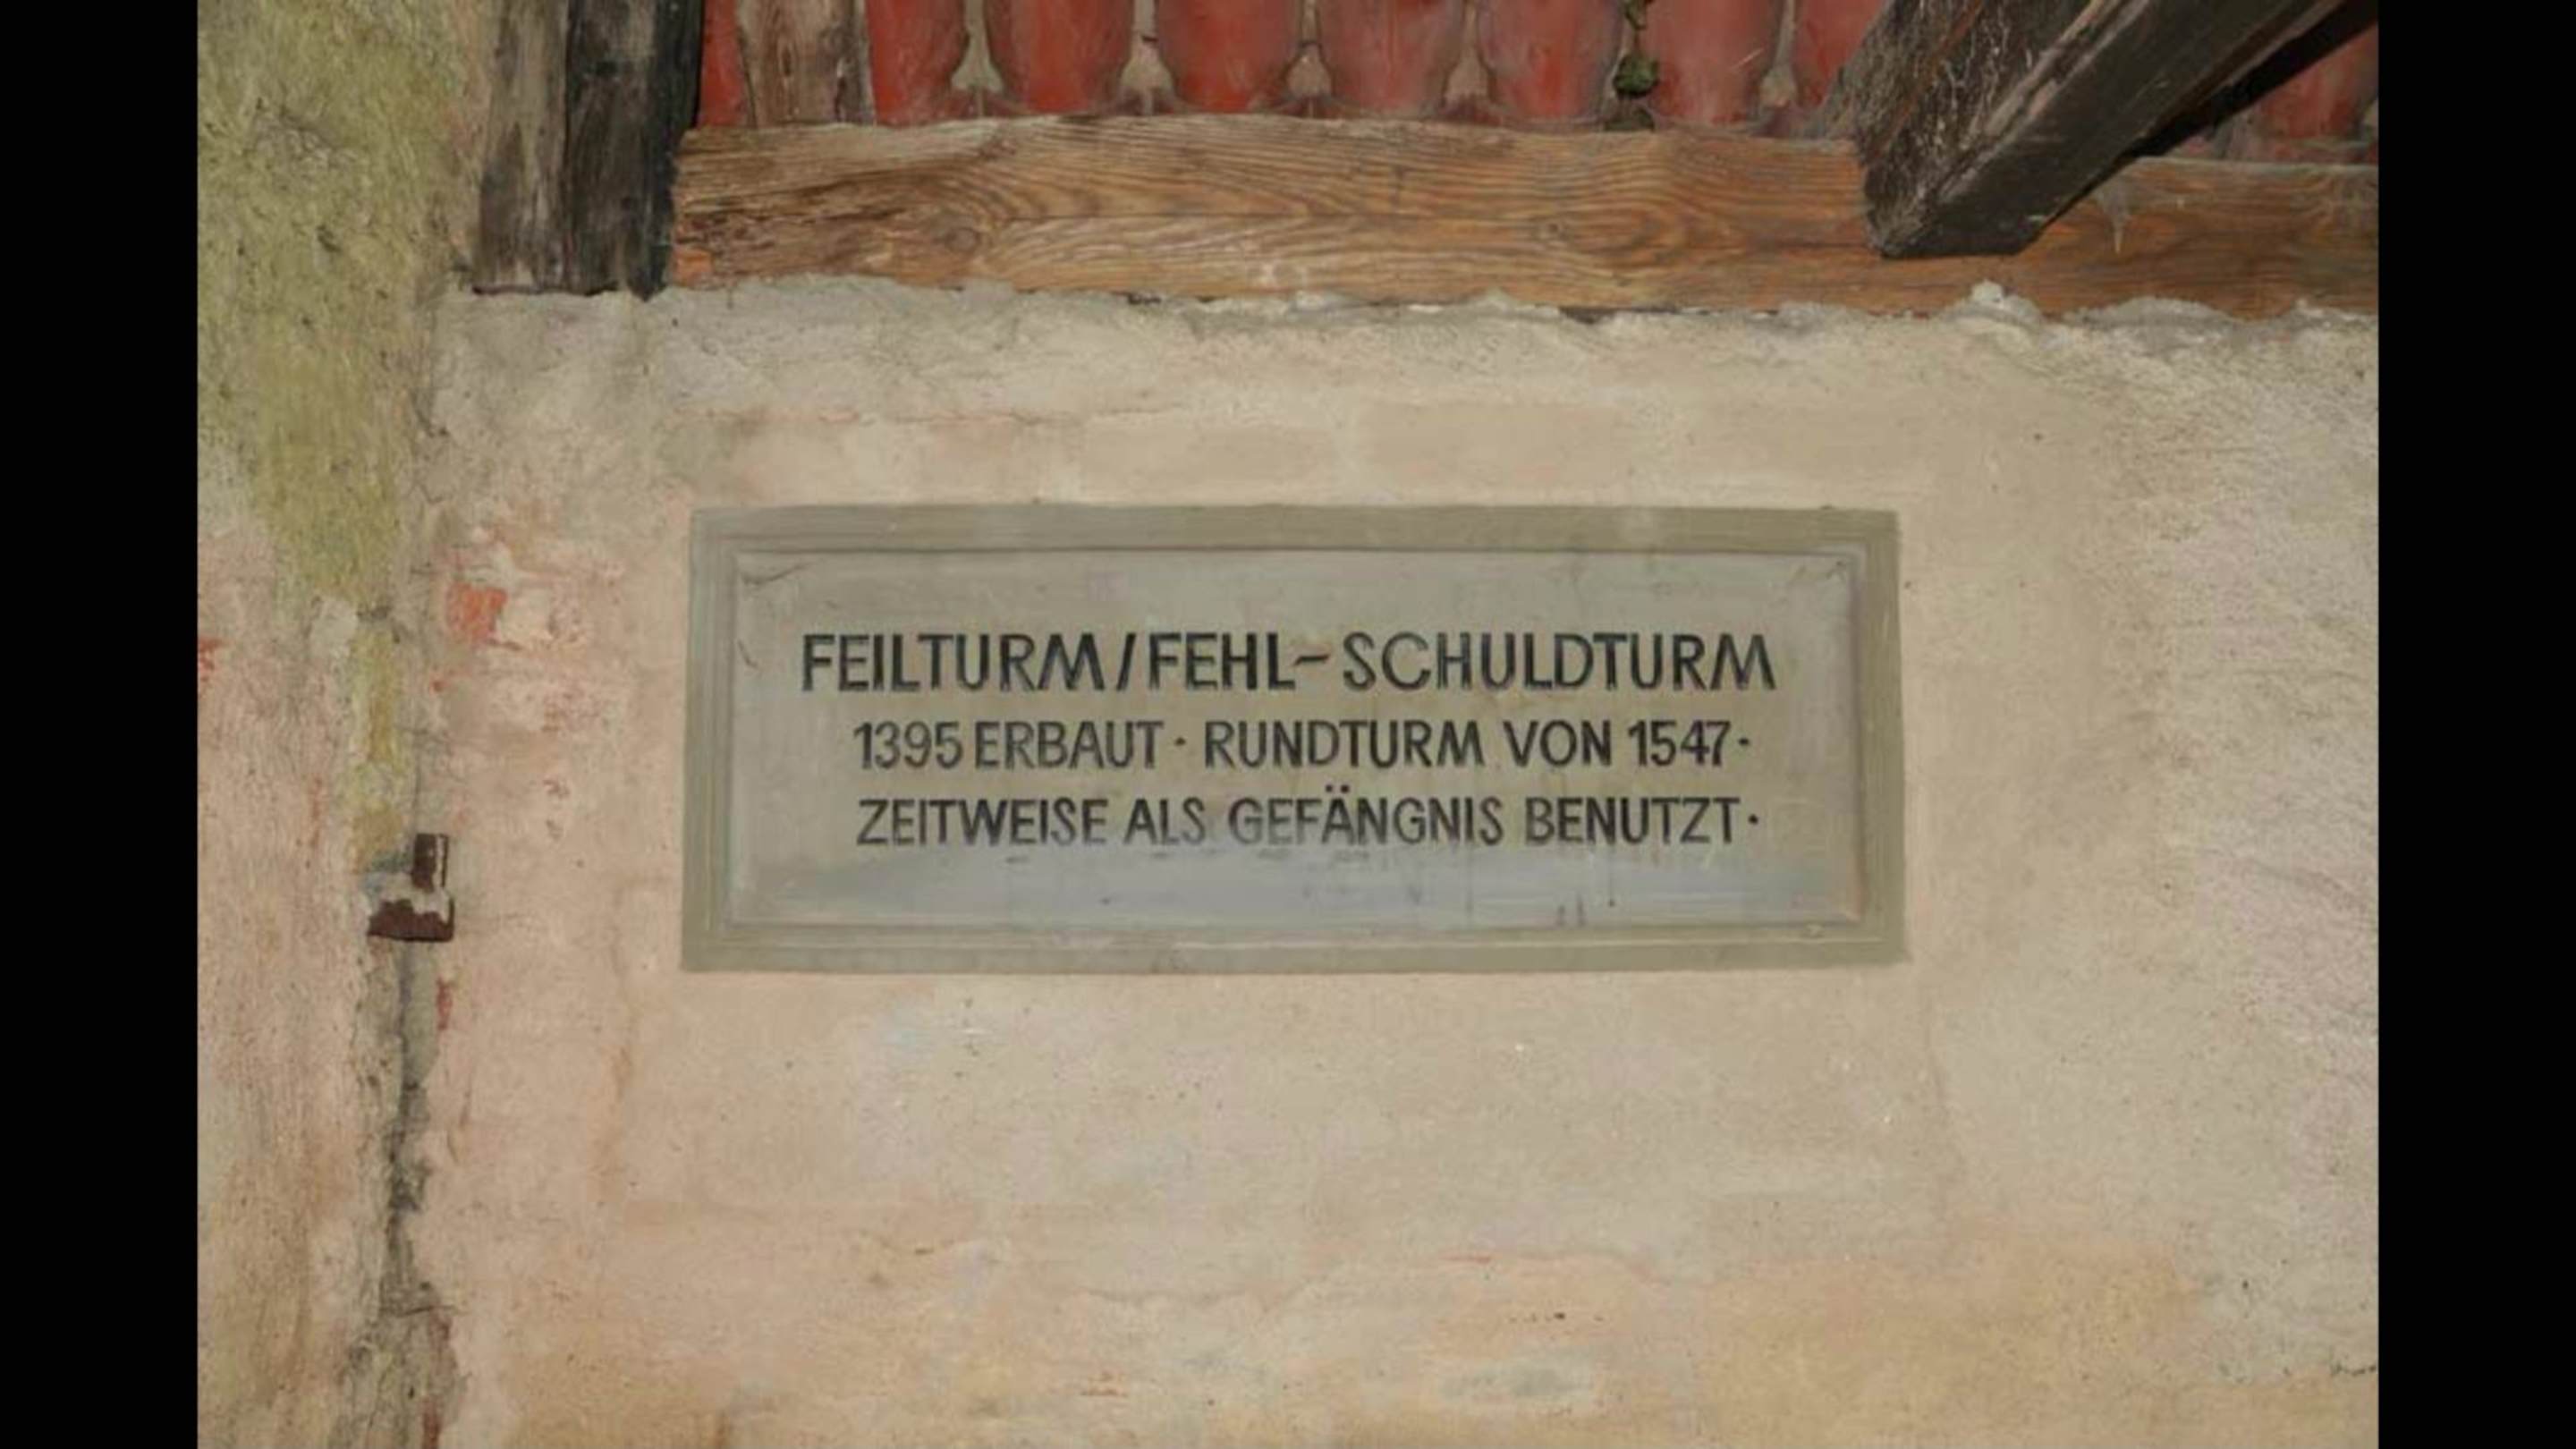 FEILTURM/FEHL-SCHULDTURM
1395 ERBAUT · RUNDTURM VON 1547 ·
ZEITWEISE ALS GEFÄNGNIS BENUTZT ·